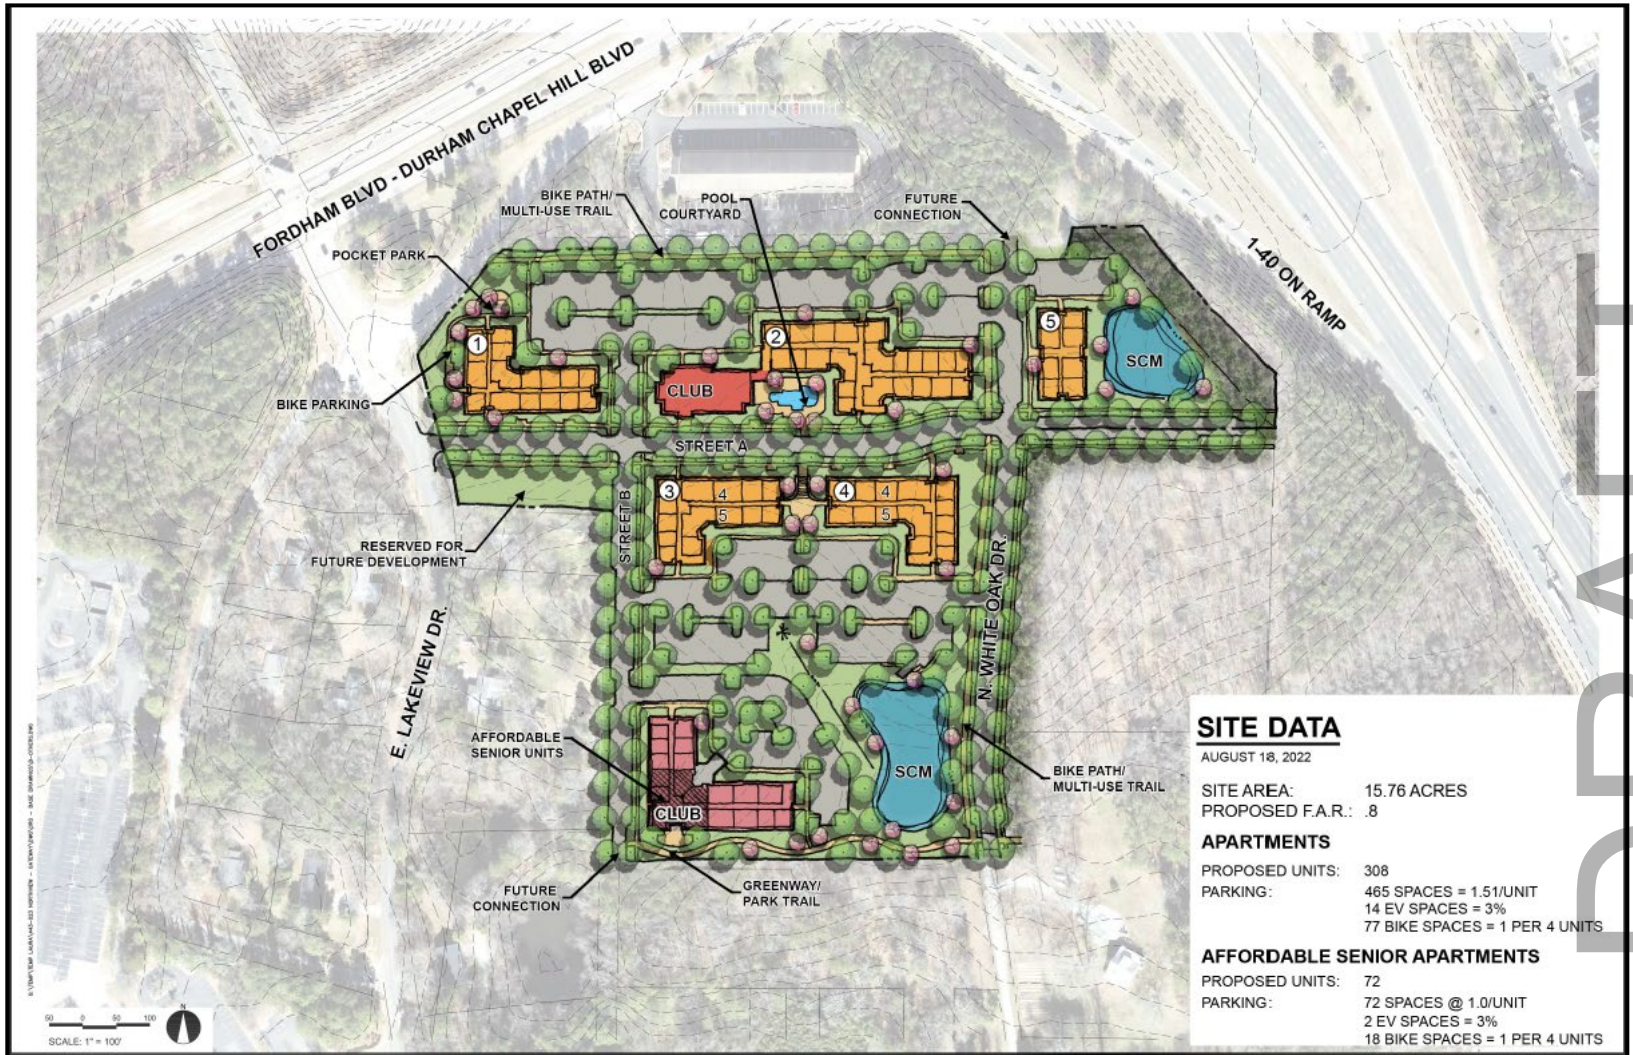 FORDHAM BLVD - DURHAM CHAPEL HILL BLVD
BIKE PATH/
MULTI-USE TRAIL
POOL
COURTYARD
FUTURE
CONNECTION
POCKET PARK
1-40 ON RAMP
1
2
5
SCM
CLUB
BIKE PARKING
STREET A
3
4
5
4
4
5
STREET B
RESERVED FOR
FUTURE DEVELOPMENT
N. WHITE OAK DR.
E. LAKEVIEW DR.
AFFORDABLE
SENIOR UNITS
SCM
CLUB
BIKE PATH/
MULTI-USE TRAIL
FUTURE
CONNECTION
GREENWAY/
PARK TRAIL
SITE DATA
AUGUST 18, 2022
SITE AREA: 15.76 ACRES
PROPOSED F.A.R.: .8
APARTMENTS
PROPOSED UNITS: 308
PARKING: 465 SPACES = 1.51/UNIT
14 EV SPACES = 3%
77 BIKE SPACES = 1 PER 4 UNITS
AFFORDABLE SENIOR APARTMENTS
PROPOSED UNITS: 72
PARKING: 72 SPACES @ 1.0/UNIT
2 EV SPACES = 3%
18 BIKE SPACES = 1 PER 4 UNITS
DRAFT
N
50 0 50 100
SCALE: 1" = 100'